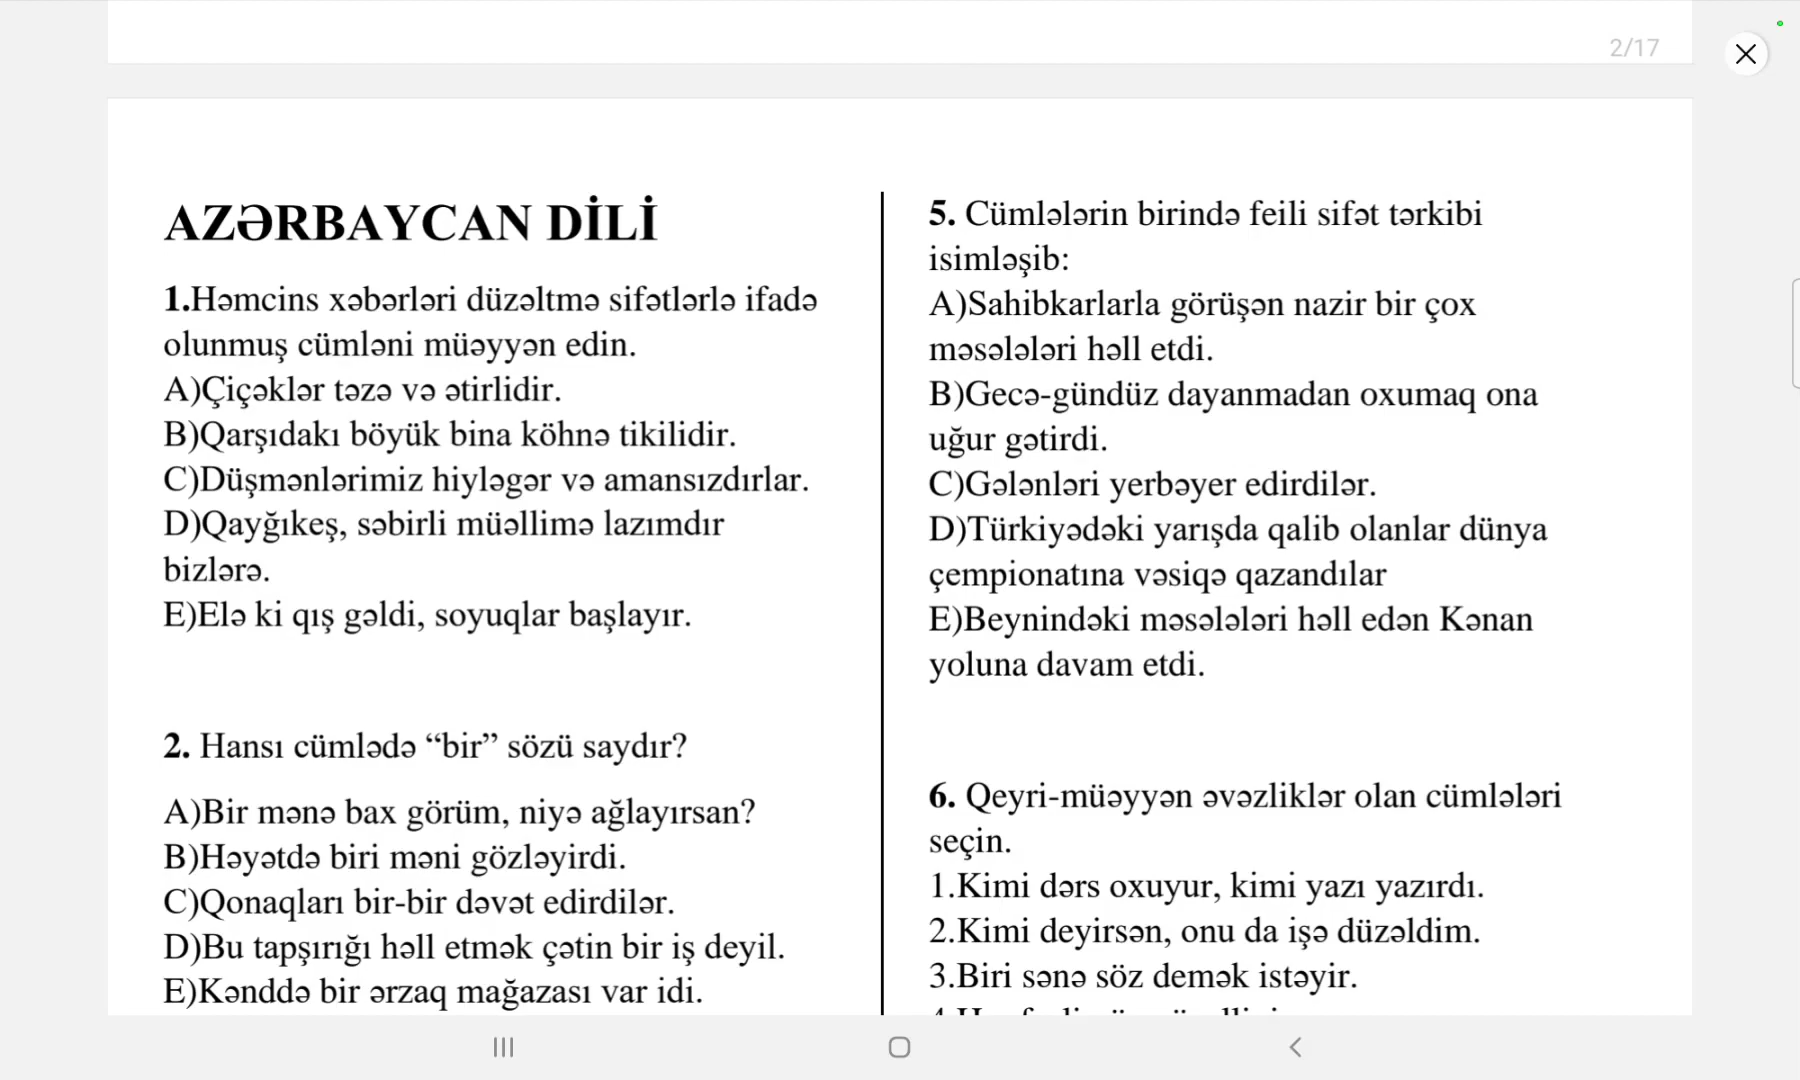 2/17
AZƏRBAYCAN DİLİ
1.Həmcins xəbərləri düzəltmə sifətlərlə ifadə
olunmuş cümləni müəyyən edin.
A)Çiçəklər təzə və ətirlidir.
B)Qarşıdakı böyük bina köhnə tikilidir.
C)Düşmənlərimiz hiyləgər və amansızdırlar.
D)Qayğıkeş, səbirli müəllimə lazımdır
bizlərə.
E)Elə ki qış gəldi, soyuqlar başlayır.
2. Hansı cümlədə “bir” sözü saydır?
A)Bir mənə bax görüm, niyə ağlayırsan?
B)Həyətdə biri məni gözləyirdi.
C)Qonaqları bir-bir dəvət edirdilər.
D)Bu tapşırığı həll etmək çətin bir iş deyil.
E)Kənddə bir ərzaq mağazası var idi.
5. Cümlələrin birində feili sifət tərkibi
isimləşib:
A)Sahibkarlarla görüşən nazir bir çox
məsələləri həll etdi.
B)Gecə-gündüz dayanmadan oxumaq ona
uğur gətirdi.
C)Gələnləri yerbəyer edirdilər.
D)Türkiyədəki yarışda qalib olanlar dünya
çempionatına vəsiqə qazandılar
E)Beynindəki məsələləri həll edən Kənan
yoluna davam etdi.
6. Qeyri-müəyyən əvəzliklər olan cümlələri
seçin.
1.Kimi dərs oxuyur, kimi yazı yazırdı.
2.Kimi deyirsən, onu da işə düzəldim.
3.Biri sənə söz demək istəyir.